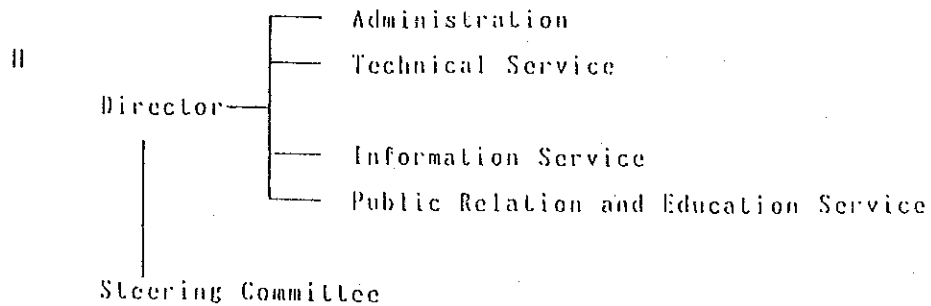 Administration
II
Technical Service
Director
Information Service
Public Relation and Education Service
Steering Committee